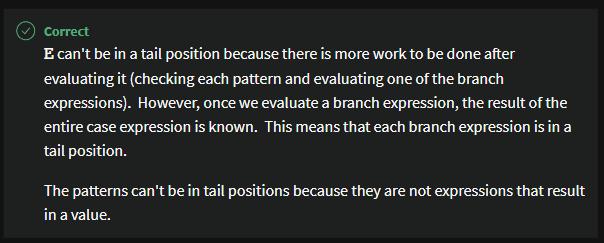 Correct
E can't be in a tail position because there is more work to be done after
evaluating it (checking each pattern and evaluating one of the branch
expressions).  However, once we evaluate a branch expression, the result of the
entire case expression is known.  This means that each branch expression is in a
tail position.
The patterns can't be in tail positions because they are not expressions that result
in a value.